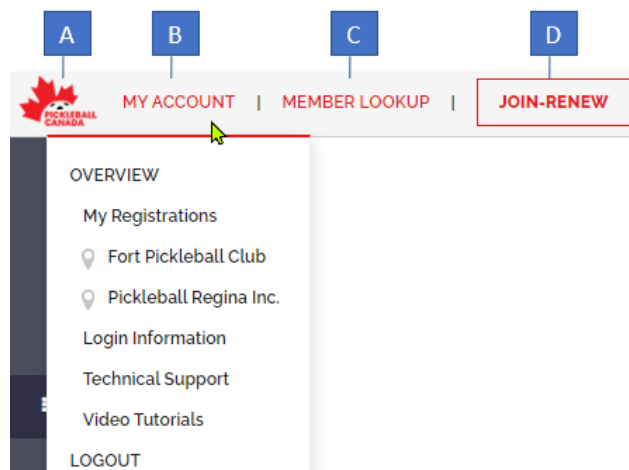 A B C D
PICKLEBALL
CANADA
MY ACCOUNT | MEMBER LOOKUP | JOIN-RENEW
OVERVIEW
My Registrations
Fort Pickleball Club
Pickleball Regina Inc.
Login Information
Technical Support
Video Tutorials
LOGOUT